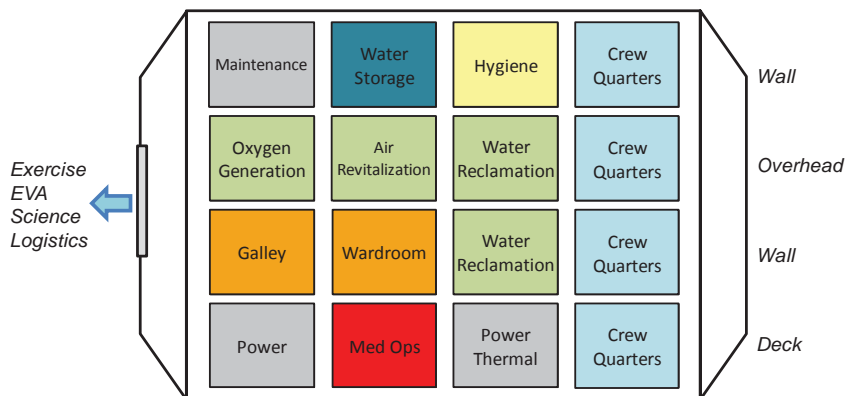 Maintenance
Water
Storage
Hygiene
Crew
Quarters
Wall
Oxygen
Generation
Air
Revitalization
Water
Reclamation
Crew
Quarters
Overhead
Exercise
EVA
Science
Logistics
Galley
Wardroom
Water
Reclamation
Crew
Quarters
Wall
Power
Med Ops
Power
Thermal
Crew
Quarters
Deck